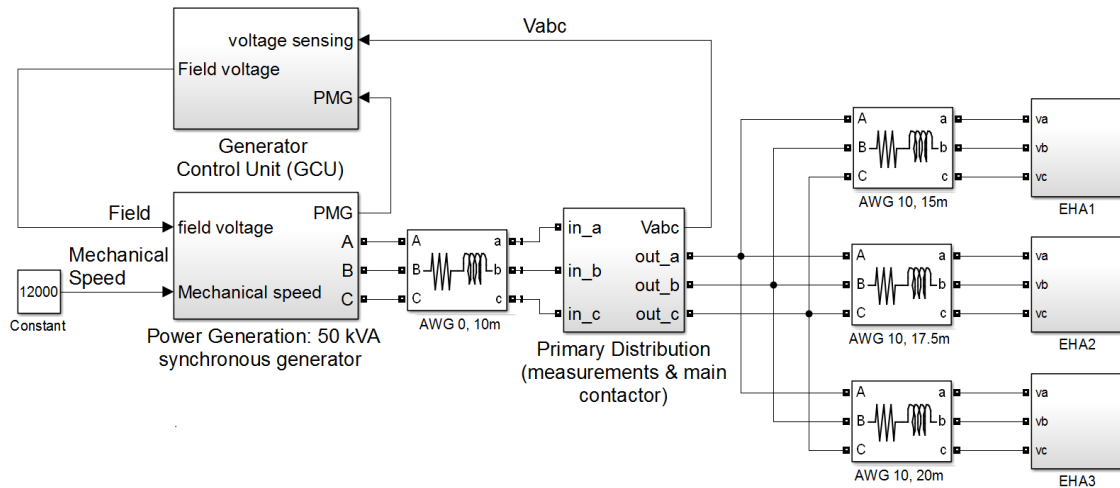 Vabc
voltage sensing
Field voltage
PMG
Generator
Control Unit (GCU)
Field
Mechanical
Speed
12000
Constant
PMG
field voltage
A
B
Mechanical speed
C
Power Generation: 50 kVA
synchronous generator
A a
B b
C c
AWG 0, 10m
in_a Vabc
out_a
in_b out_b
in_c out_c
Primary Distribution
(measurements & main
contactor)
A a
B b
C c
AWG 10, 15m
va
vb
vc
EHA1
A a
B b
C c
AWG 10, 17.5m
va
vb
vc
EHA2
A a
B b
C c
AWG 10, 20m
va
vb
vc
EHA3